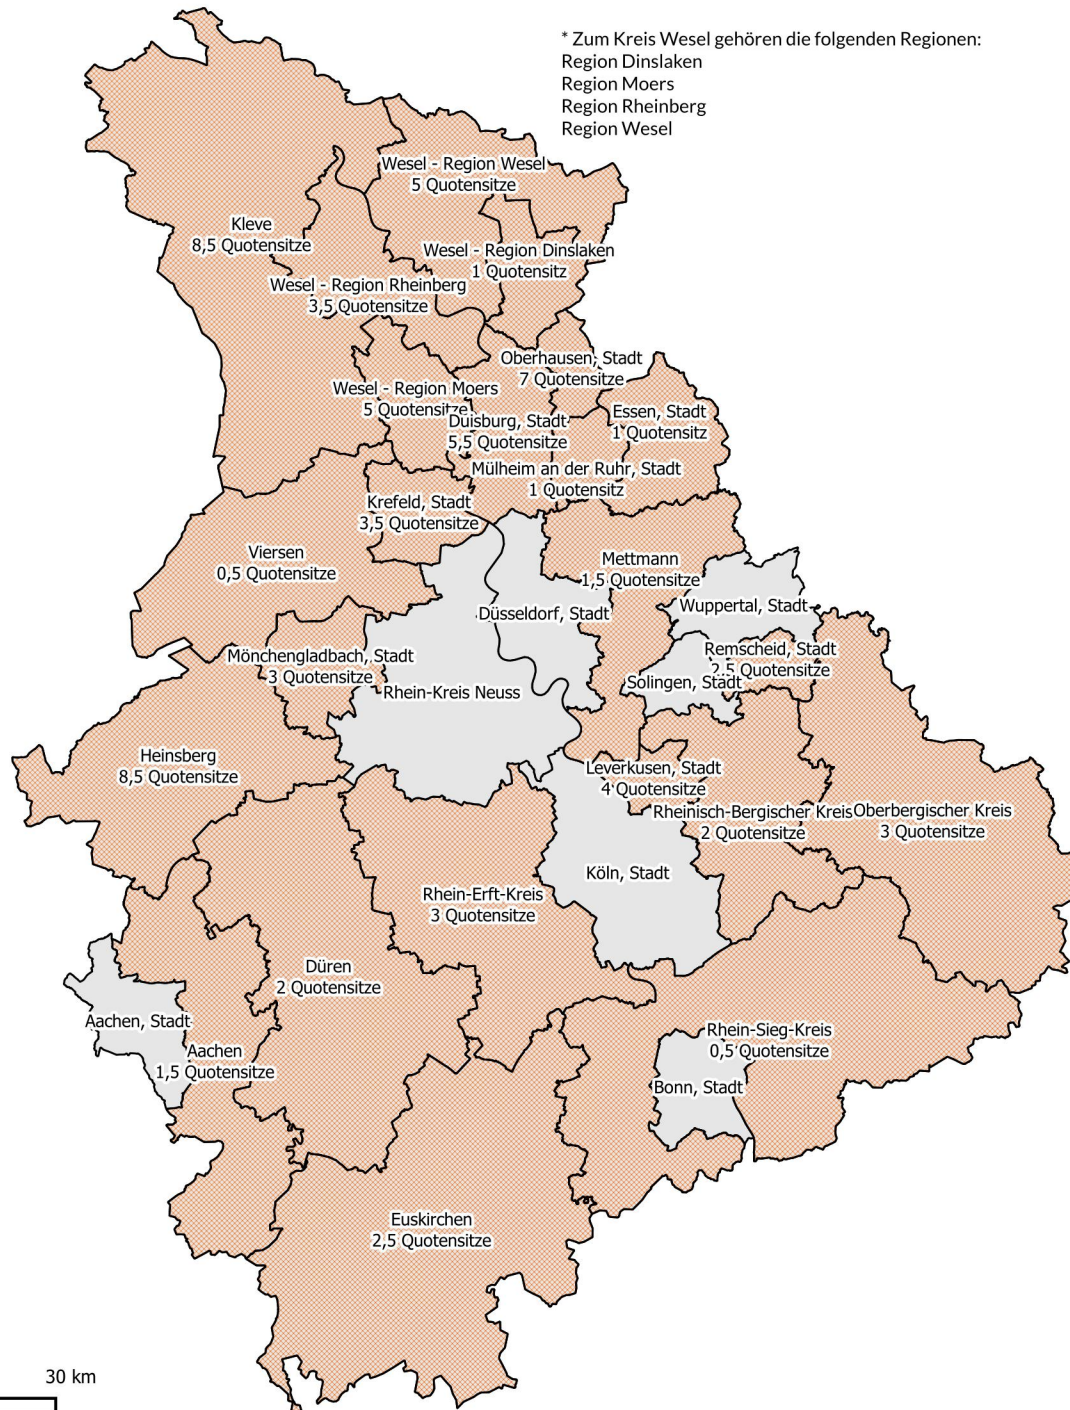 * Zum Kreis Wesel gehören die folgenden Regionen:
Region Dinslaken
Region Moers
Region Rheinberg
Region Wesel
Wesel - Region Wesel
5 Quotensitze
Kleve
8,5 Quotensitze
Wesel - Region Dinslaken
1 Quotensitz
Wesel - Region Rheinberg
3,5 Quotensitze
Oberhausen, Stadt
7 Quotensitze
Wesel - Region Moers
5 Quotensitze
Essen, Stadt
1 Quotensitz
Duisburg, Stadt
5,5 Quotensitze
Mülheim an der Ruhr, Stadt
1 Quotensitz
Krefeld, Stadt
3,5 Quotensitze
Viersen
0,5 Quotensitze
Mettmann
1,5 Quotensitze
Düsseldorf, Stadt
Wuppertal, Stadt
Remscheid, Stadt
2,5 Quotensitze
Solingen, Stadt
Mönchengladbach, Stadt
3 Quotensitze
Rhein-Kreis Neuss
Heinsberg
8,5 Quotensitze
Leverkusen, Stadt
4 Quotensitze
Rheinisch-Bergischer Kreis
2 Quotensitze
Oberbergischer Kreis
3 Quotensitze
Köln, Stadt
Rhein-Erft-Kreis
3 Quotensitze
Düren
2 Quotensitze
Aachen, Stadt
Aachen
1,5 Quotensitze
Rhein-Sieg-Kreis
0,5 Quotensitze
Bonn, Stadt
Euskirchen
2,5 Quotensitze
30 km